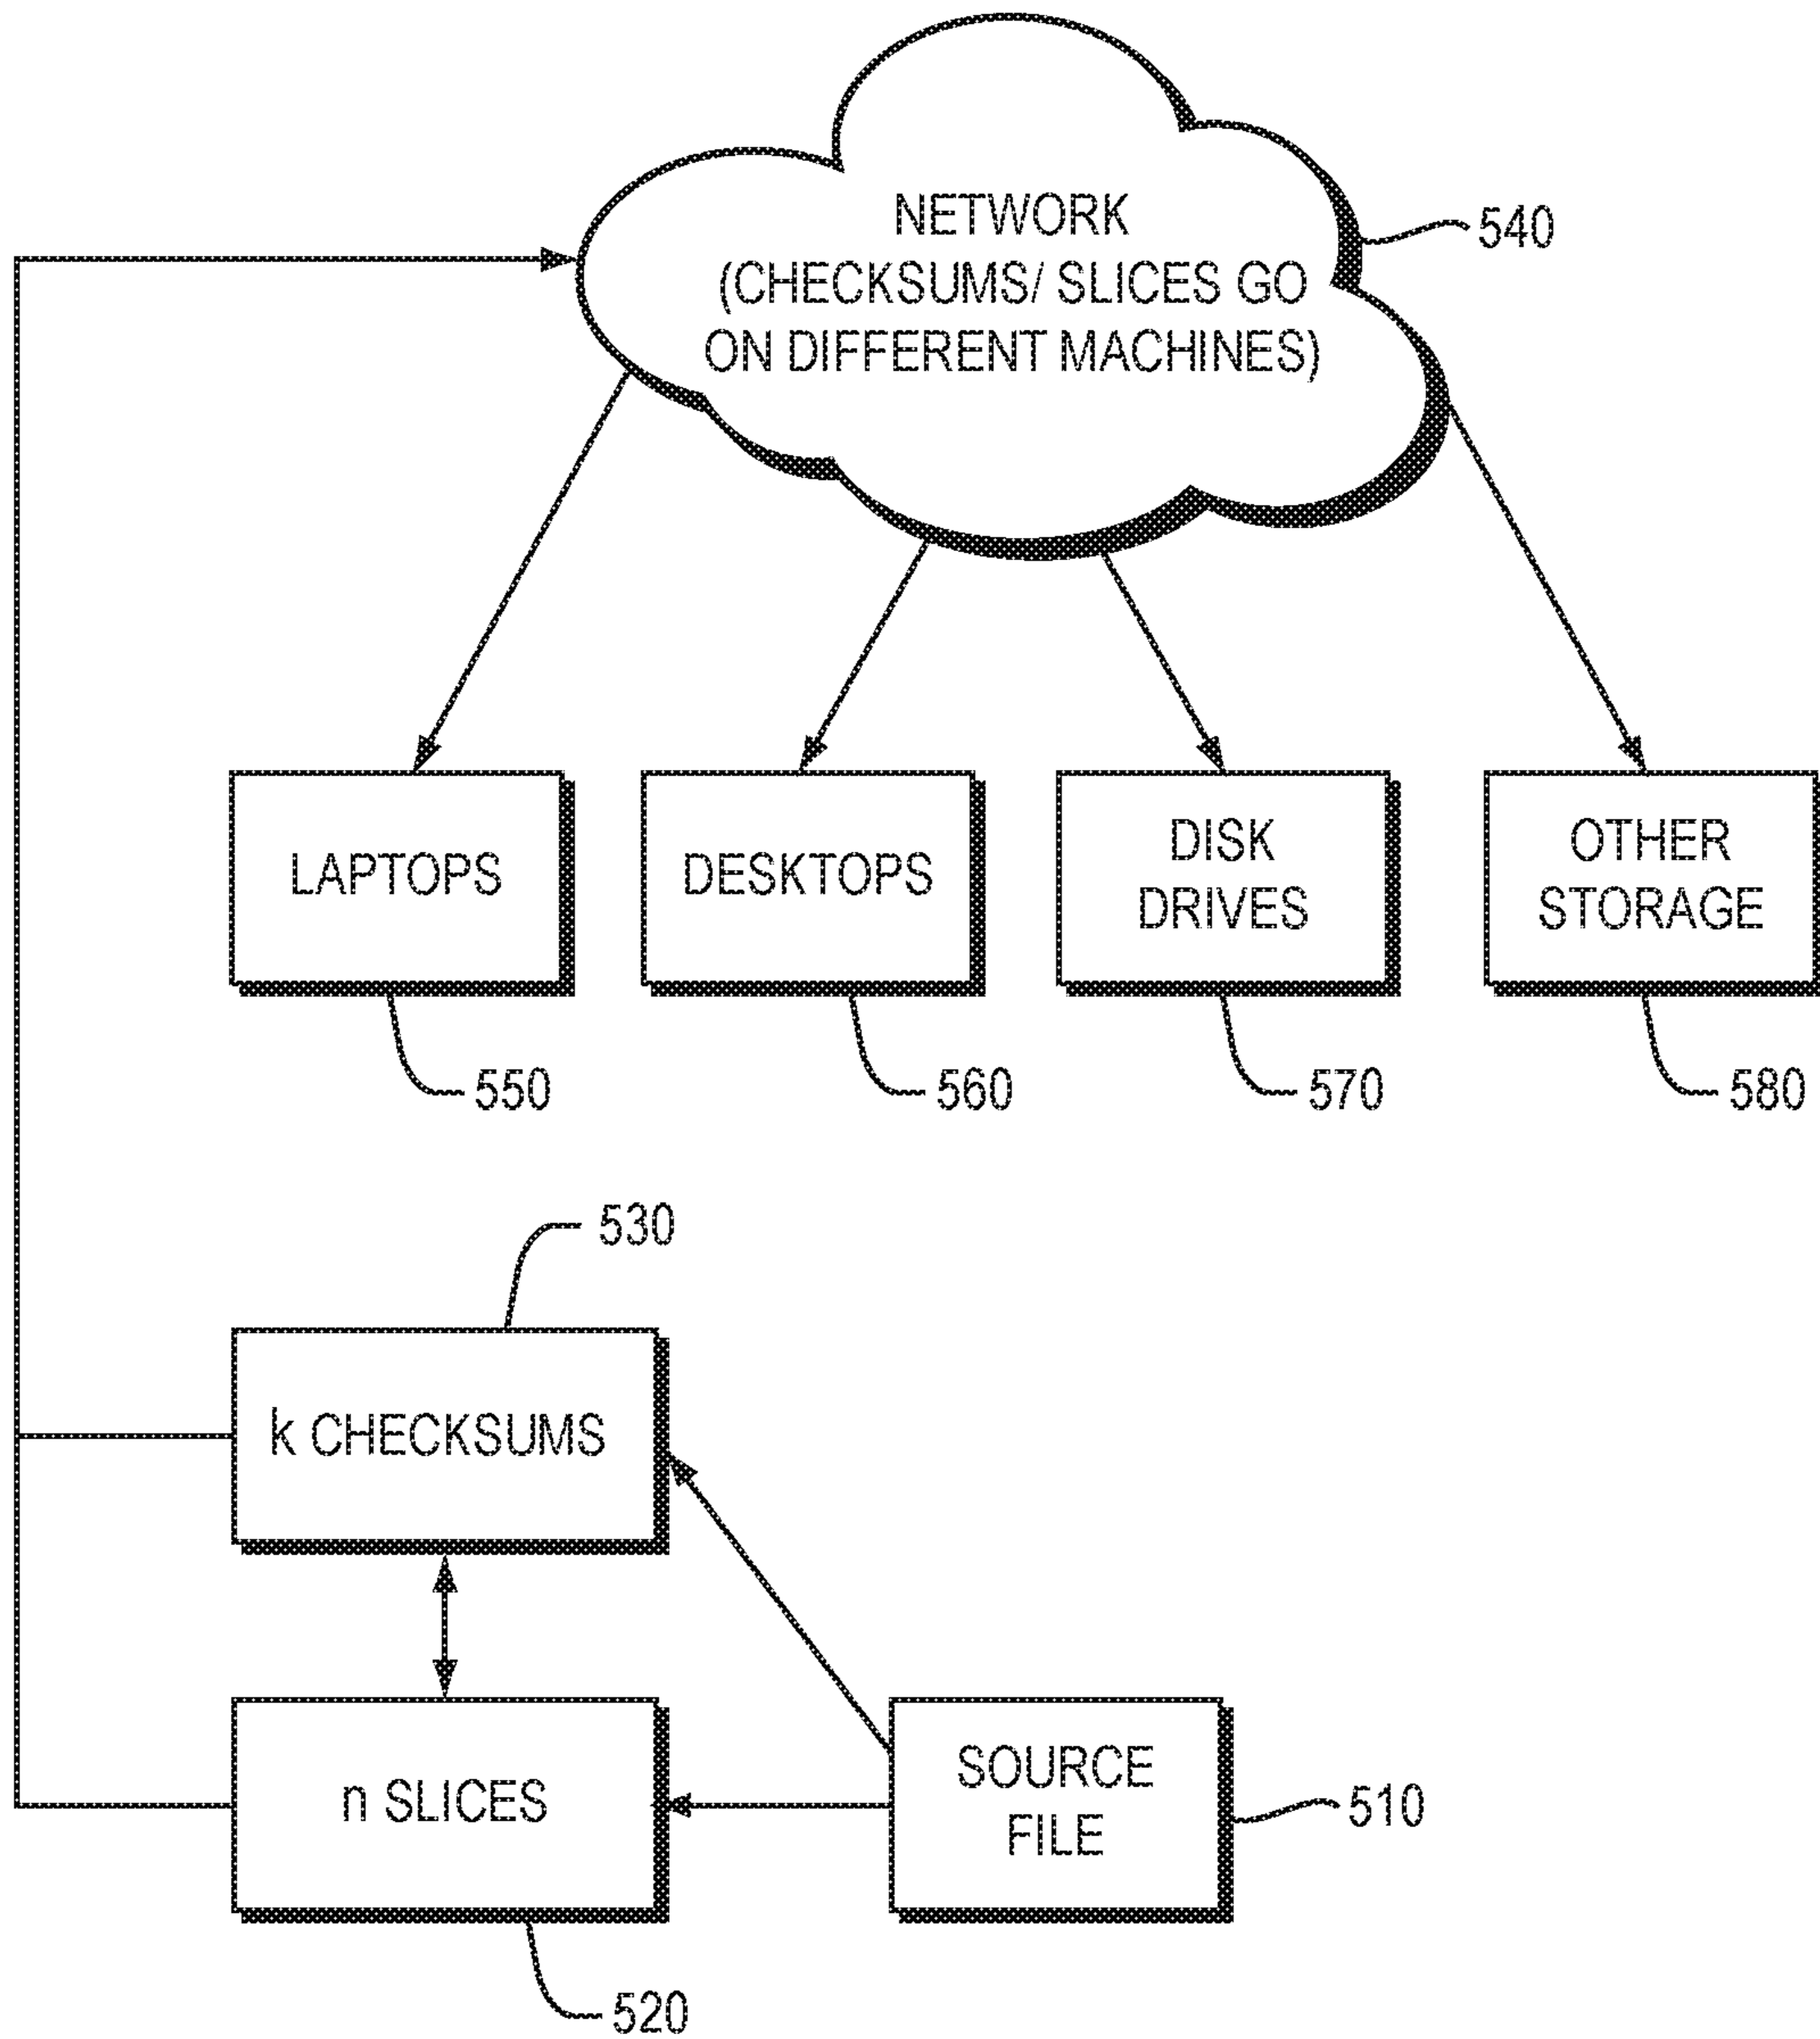 NETWORK
(CHECKSUMS/ SLICES GO
ON DIFFERENT MACHINES)
540
LAPTOPS
DESKTOPS
DISK
DRIVES
OTHER
STORAGE
550
560
570
580
530
k CHECKSUMS
n SLICES
SOURCE
FILE
510
520